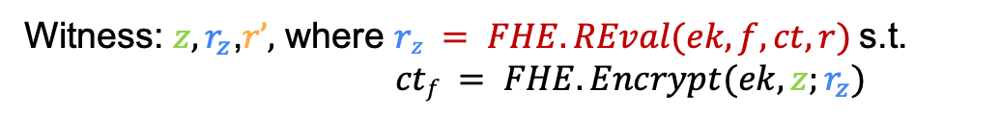 Witness: z,r_z,r', where r_z = FHE.REval(ek,f,ct,r) s.t.
ct_f = FHE.Encrypt(ek,z;r_z)